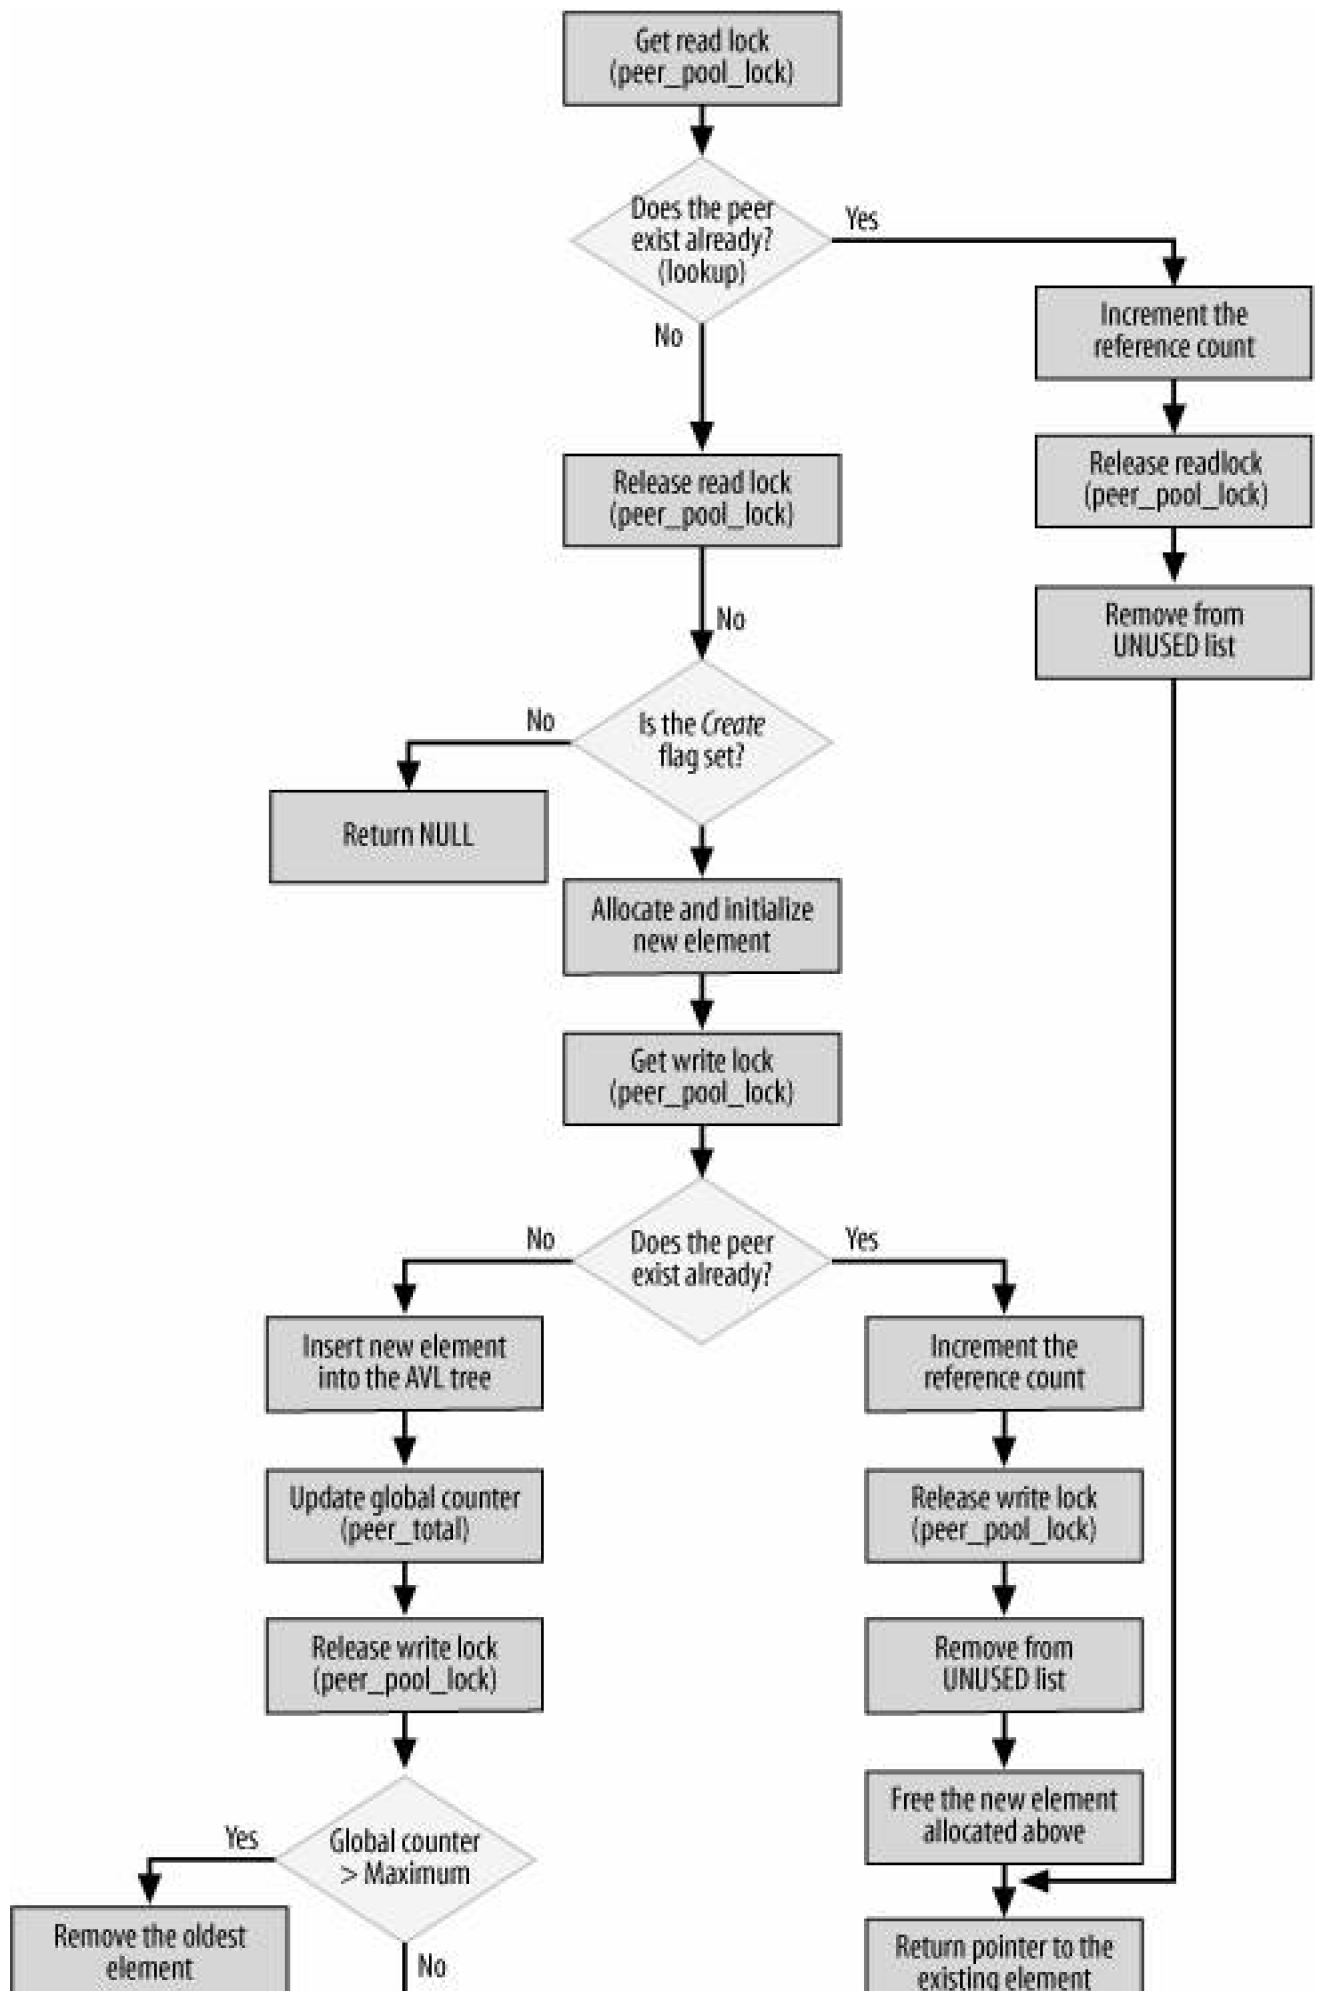 Get read lock
(peer_pool_lock)
Does the peer
exist already?
(lookup)
Yes
No
Increment the
reference count
Release readlock
(peer_pool_lock)
Remove from
UNUSED list
Release read lock
(peer_pool_lock)
No
Is the Create
flag set?
No
Return NULL
Allocate and initialize
new element
Get write lock
(peer_pool_lock)
Does the peer
exist already?
No
Yes
Insert new element
into the AVL tree
Update global counter
(peer_total)
Release write lock
(peer_pool_lock)
Increment the
reference count
Release write lock
(peer_pool_lock)
Remove from
UNUSED list
Free the new element
allocated above
Global counter
> Maximum
Yes
No
Remove the oldest
element
Return pointer to the
existing element